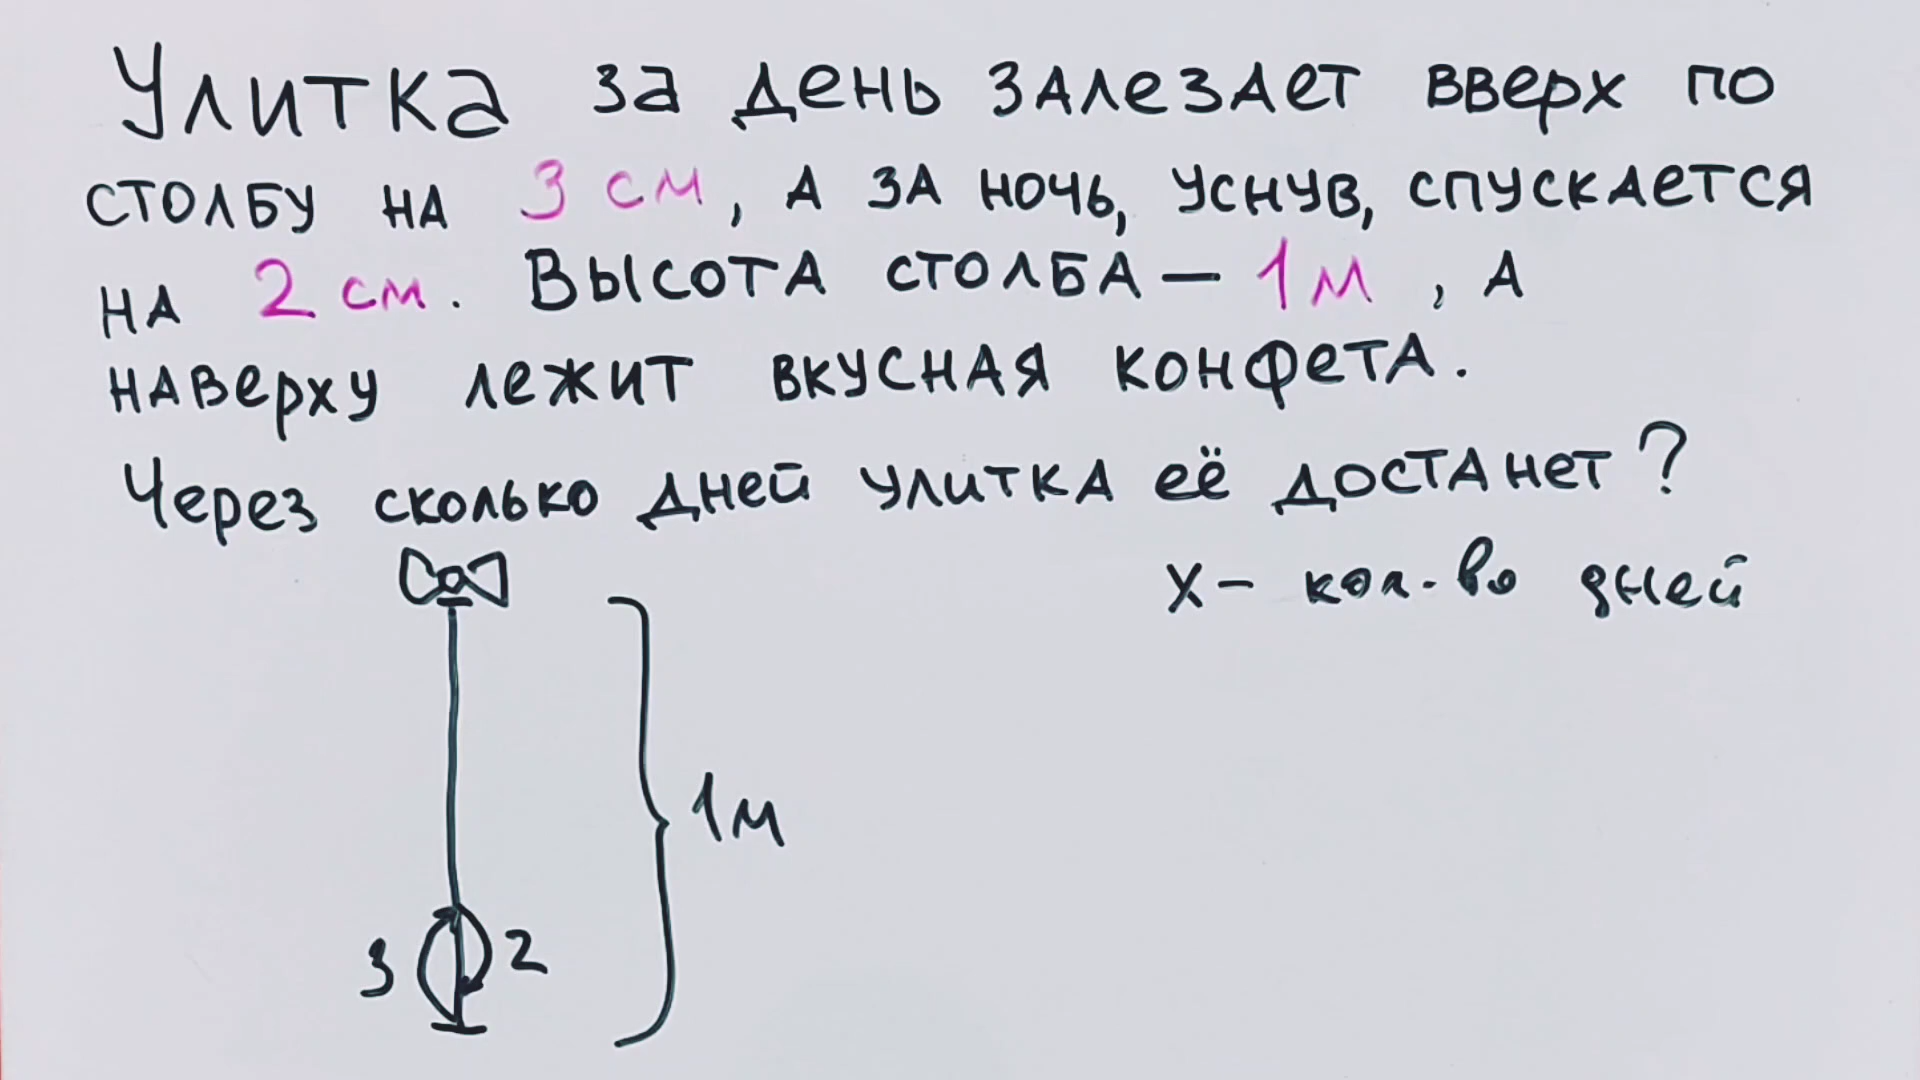 Улитка за день залезает вверх по
столбу на 3 см, а за ночь, уснув, спускается
на 2 см. Высота столба — 1 м, а
наверху лежит вкусная конфета.
Через сколько дней улитка её достанет?
x - кол-во дней
1м
3 2